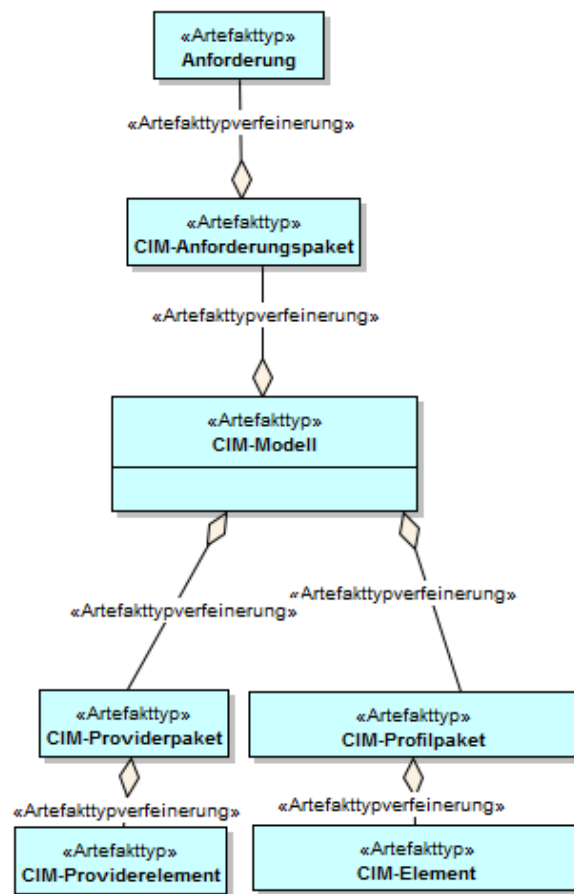 «Artefakttyp»
Anforderung
«Artefakttypverfeinerung»
«Artefakttyp»
CIM-Anforderungspaket
«Artefakttypverfeinerung»
«Artefakttyp»
CIM-Modell
«Artefakttypverfeinerung»
«Artefakttypverfeinerung»
«Artefakttyp»
CIM-Providerpaket
«Artefakttyp»
CIM-Profilpaket
«Artefakttypverfeinerung»
«Artefakttypverfeinerung»
«Artefakttyp»
CIM-Providerelement
«Artefakttyp»
CIM-Element